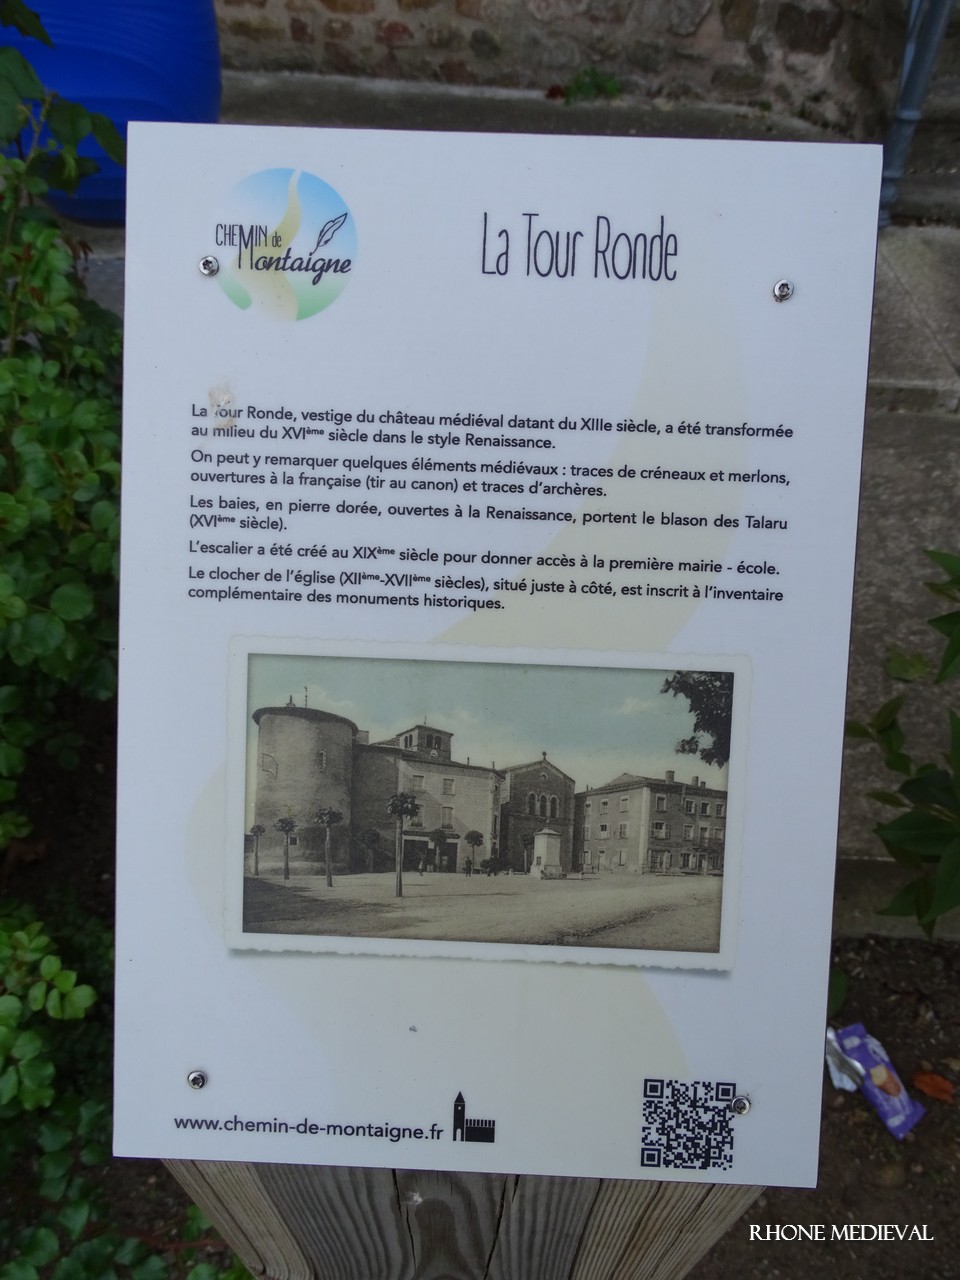 CHEMIN de
Montaigne
La Tour Ronde
La Tour Ronde, vestige du château médiéval datant du XIIIe siècle, a été transformée
au milieu du XVIème siècle dans le style Renaissance.
On peut y remarquer quelques éléments médiévaux : traces de créneaux et merlons,
ouvertures à la française (tir au canon) et traces d'archères.
Les baies, en pierre dorée, ouvertes à la Renaissance, portent le blason des Talaru
(XVIème siècle).
L'escalier a été créé au XIXème siècle pour donner accès à la première mairie - école.
Le clocher de l'église (XIIème-XVIIème siècles), situé juste à côté, est inscrit à l'inventaire
complémentaire des monuments historiques.
www.chemin-de-montaigne.fr
RHONE MEDIEVAL